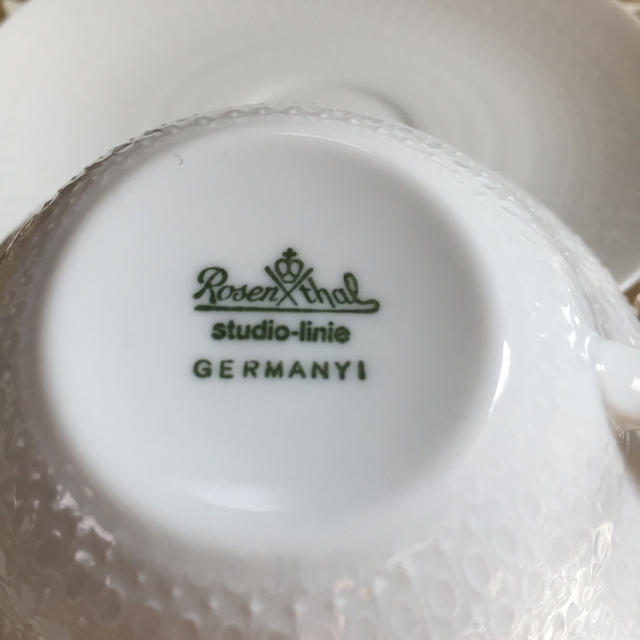 Rosenthal
studio-linie
GERMANY I